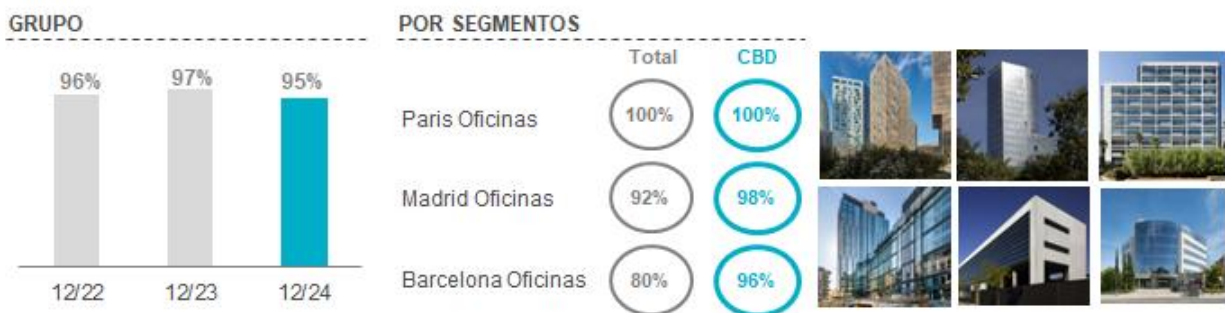 GRUPO
96%
97%
95%
12/22
12/23
12/24
POR SEGMENTOS
Total
CBD
Paris Oficinas
100%
100%
Madrid Oficinas
92%
98%
Barcelona Oficinas
80%
96%